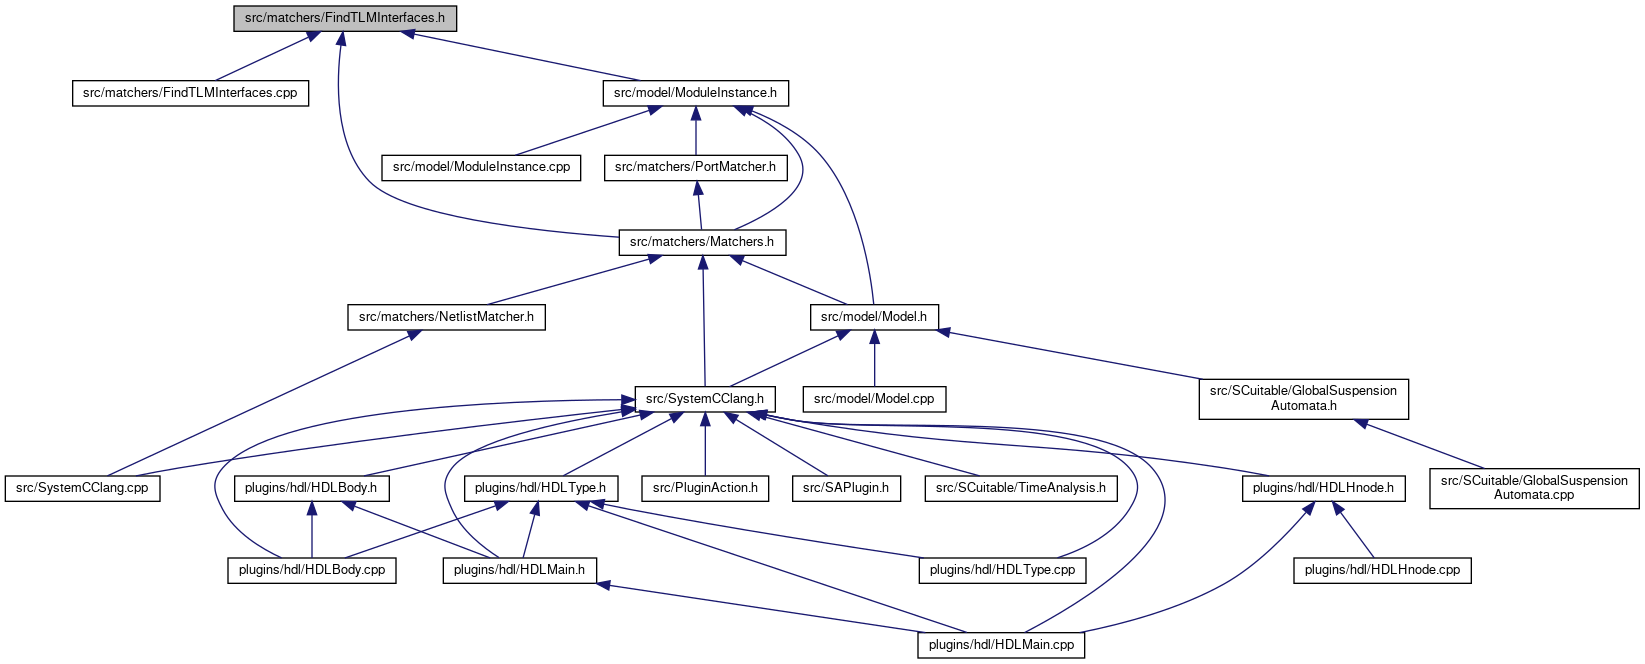 src/matchers/FindTLMInterfaces.h
src/matchers/FindTLMInterfaces.cpp
src/model/ModuleInstance.h
src/model/ModuleInstance.cpp
src/matchers/PortMatcher.h
src/matchers/Matchers.h
src/matchers/NetlistMatcher.h
src/model/Model.h
src/SystemCClang.h
src/model/Model.cpp
src/SCuitable/GlobalSuspension
Automata.h
src/SystemCClang.cpp
plugins/hdl/HDLBody.h
plugins/hdl/HDLType.h
src/PluginAction.h
src/SAPlugin.h
src/SCuitable/TimeAnalysis.h
plugins/hdl/HDLHnode.h
src/SCuitable/GlobalSuspension
Automata.cpp
plugins/hdl/HDLBody.cpp
plugins/hdl/HDLMain.h
plugins/hdl/HDLType.cpp
plugins/hdl/HDLHnode.cpp
plugins/hdl/HDLMain.cpp